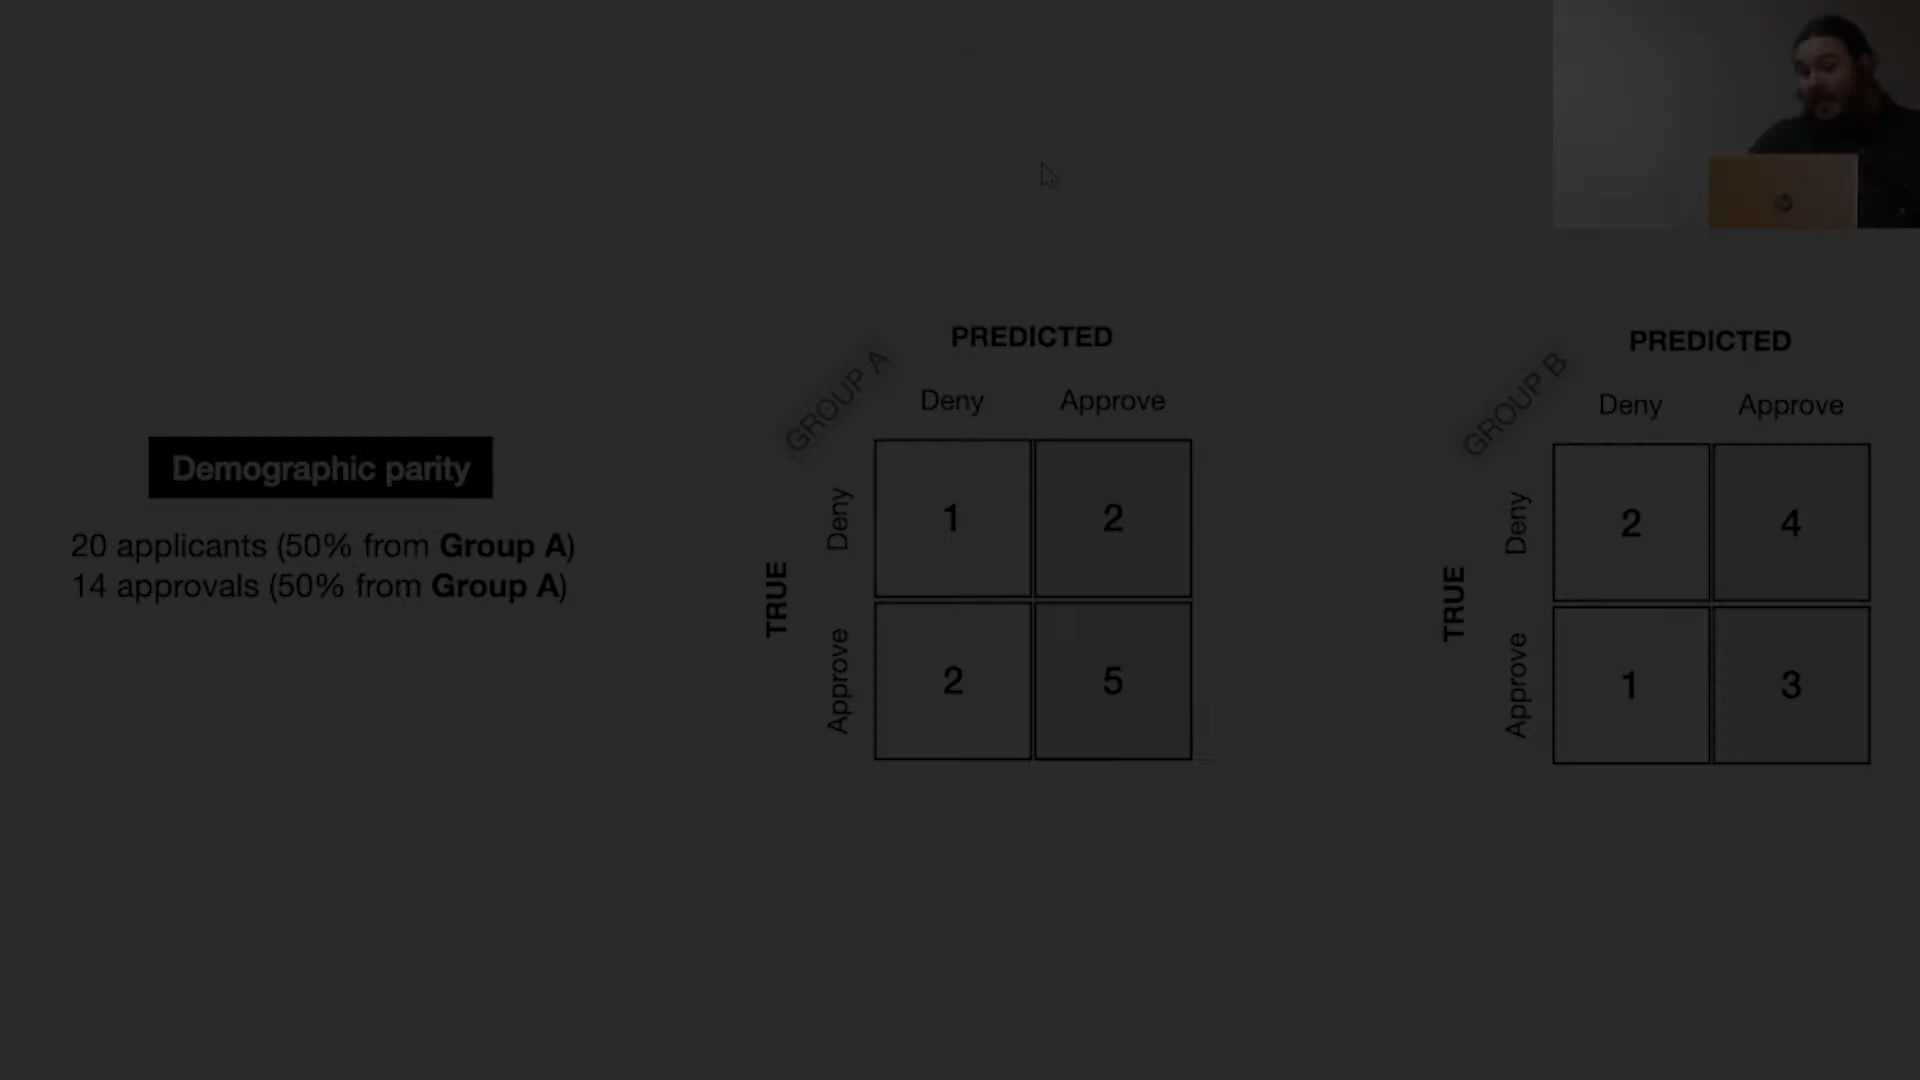 Demographic parity
20 applicants (50% from Group A)
14 approvals (50% from Group A)
GROUP A
PREDICTED
Deny Approve
TRUE
Deny 1 2
Approve 2 5
GROUP B
PREDICTED
Deny Approve
TRUE
Deny 2 4
Approve 1 3